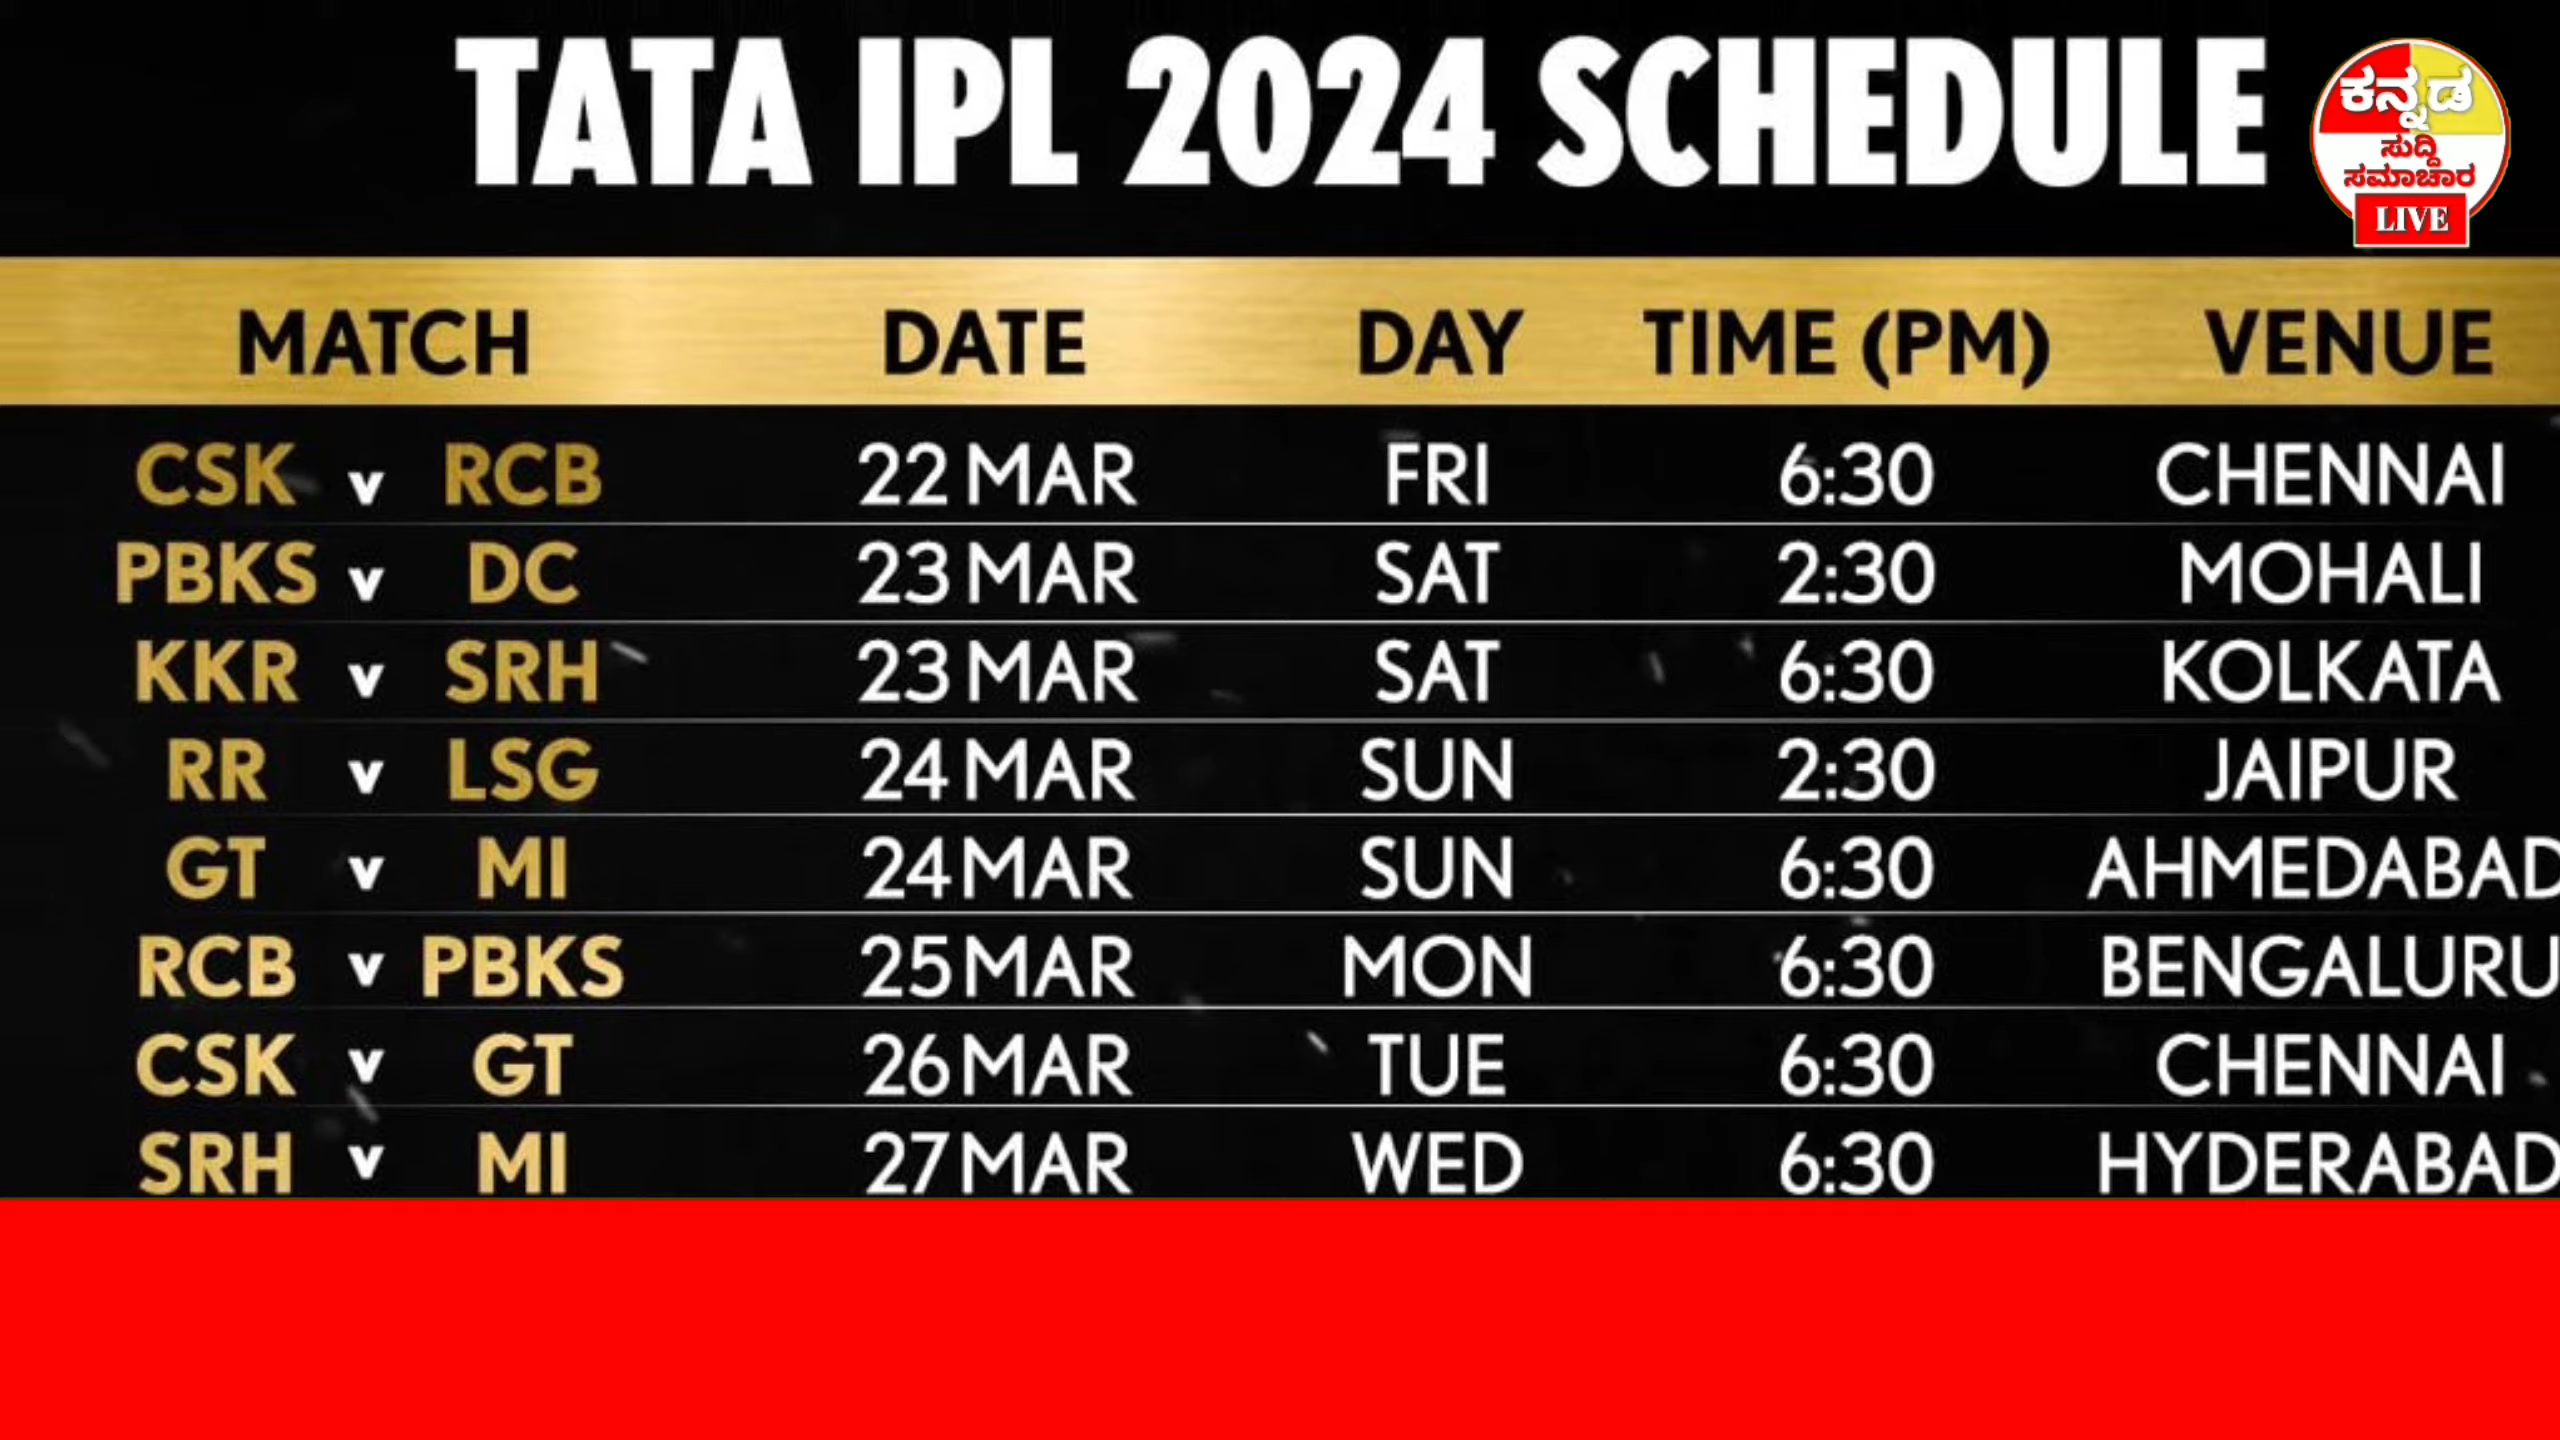 TATA IPL 2024 SCHEDULE
ಕನ್ನಡ
ಸುದ್ದಿ
ಸಮಾಚಾರ
LIVE
MATCH DATE DAY TIME (PM) VENUE
CSK v RCB 22 MAR FRI 6:30 CHENNAI
PBKS v DC 23 MAR SAT 2:30 MOHALI
KKR v SRH 23 MAR SAT 6:30 KOLKATA
RR v LSG 24 MAR SUN 2:30 JAIPUR
GT v MI 24 MAR SUN 6:30 AHMEDABAD
RCB v PBKS 25 MAR MON 6:30 BENGALURU
CSK v GT 26 MAR TUE 6:30 CHENNAI
SRH v MI 27 MAR WED 6:30 HYDERABAD